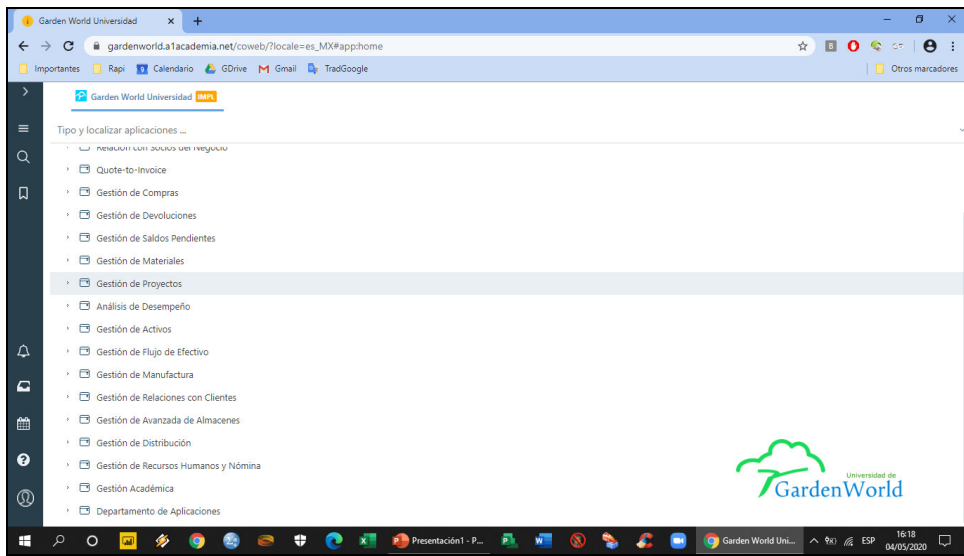 Garden World Universidad
gardenworld.a1academia.net/coweb/?locale=es_MX#app:home
Importantes Rapi Calendario GDrive Gmail TradGoogle Otros marcadores
Garden World Universidad IMPL
Tipo y localizar aplicaciones ...
Relación con Socios del Negocio
Quote-to-Invoice
Gestión de Compras
Gestión de Devoluciones
Gestión de Saldos Pendientes
Gestión de Materiales
Gestión de Proyectos
Análisis de Desempeño
Gestión de Activos
Gestión de Flujo de Efectivo
Gestión de Manufactura
Gestión de Relaciones con Clientes
Gestión de Avanzada de Almacenes
Gestión de Distribución
Gestión de Recursos Humanos y Nómina
Gestión Académica
Departamento de Aplicaciones
Universidad de
GardenWorld
Presentación1 - P... Garden World Uni... ESP 16:18
04/05/2020